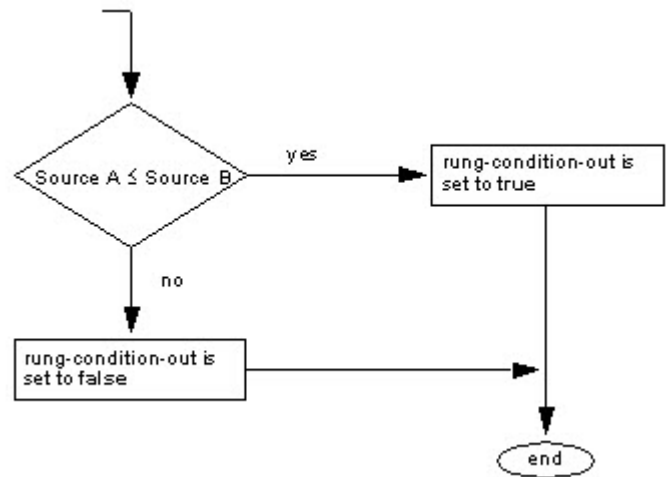 Source A ≤ Source B
yes
rung-condition-out is
set to true
no
rung-condition-out is
set to false
end